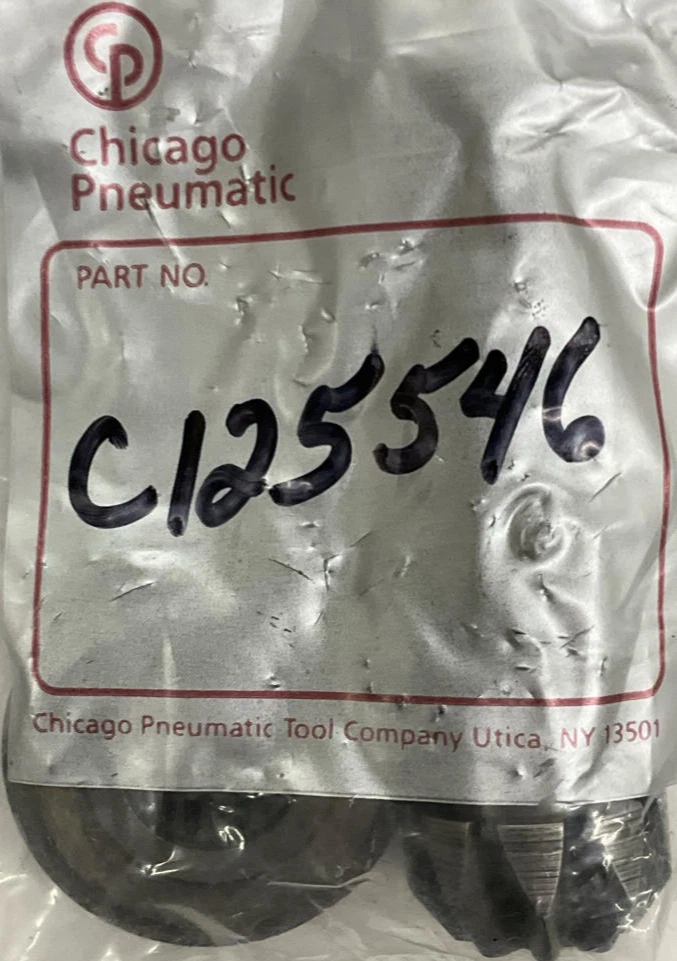 CP
Chicago
Pneumatic
PART NO.
C125546
Chicago Pneumatic Tool Company Utica, NY 13501